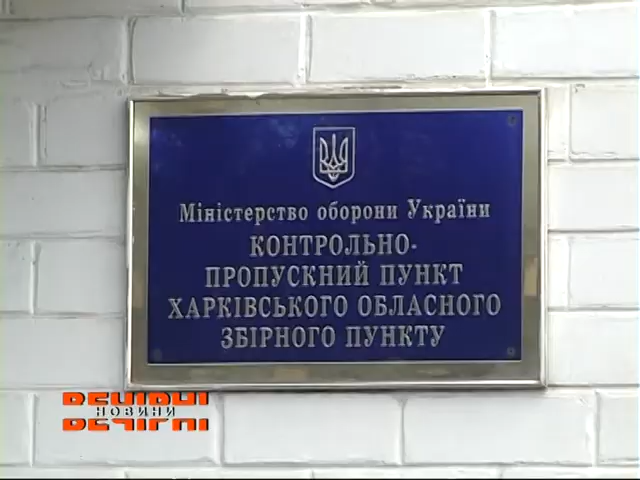 Міністерство оборони України
КОНТРОЛЬНО-
ПРОПУСКНИЙ ПУНКТ
ХАРКІВСЬКОГО ОБЛАСНОГО
ЗБІРНОГО ПУНКТУ
ВЕЧІРНІ
НОВИНИ